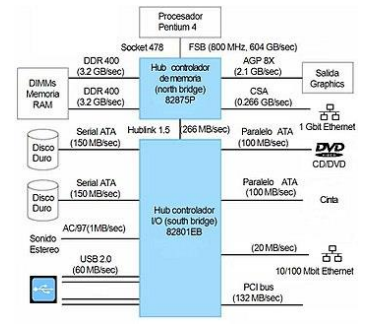 Procesador
Pentium 4
Socket 478
FSB (800 MHz, 604 GB/sec)
DDR 400
(3.2 GB/sec)
Hub controlador
de memoria
(north bridge)
82875P
AGP 8X
(2.1 GB/sec)
Salida
Graphics
DIMMs
Memoria
RAM
DDR 400
(3.2 GB/sec)
CSA
(0.266 GB/sec)
1 Gbit Ethernet
Serial ATA
(150 MB/sec)
Hublink 1.5
266 MB/sec)
Paralelo ATA
(100 MB/sec)
Disco
Duro
DVD
CD/DVD
Serial ATA
(150 MB/sec)
Paralelo ATA
(100 MB/sec)
Disco
Duro
Cinta
Hub controlador
I/O (south bridge)
82801EB
AC/97(1MB/sec)
Sonido
Estereo
(20 MB/sec)
10/100 Mbit Ethernet
USB 2.0
(60 MB/sec)
PCI bus
(132 MB/sec)